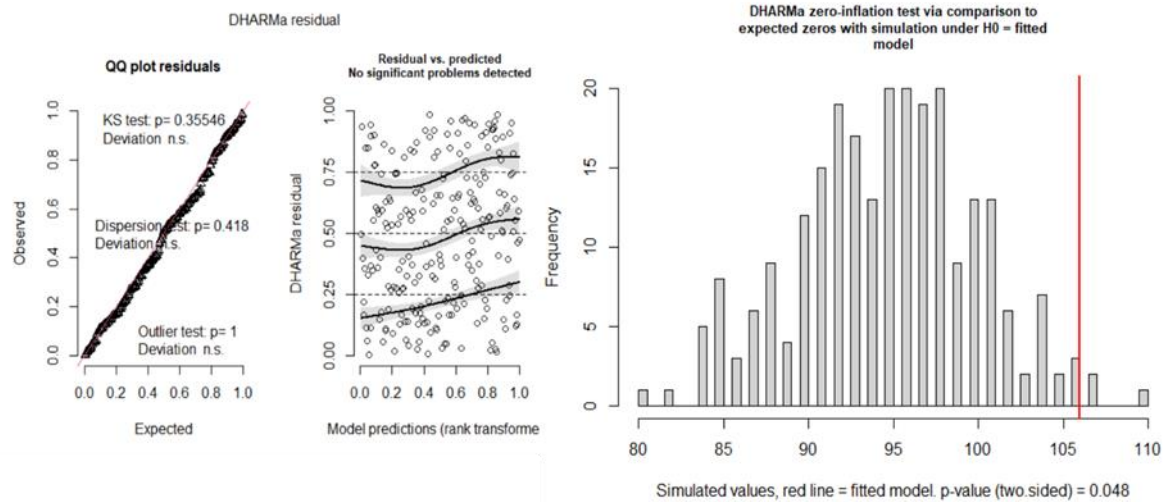 DHARMa residual
QQ plot residuals
KS test: p= 0.35546
Deviation n.s.
Dispersion test: p= 0.418
Deviation n.s.
Outlier test: p= 1
Deviation n.s.
Observed
0.0 0.2 0.4 0.6 0.8 1.0
0.0 0.2 0.4 0.6 0.8 1.0
Expected
Residual vs. predicted
No significant problems detected
DHARMa residual
0.00 0.25 0.50 0.75 1.00
0.0 0.2 0.4 0.6 0.8 1.0
Model predictions (rank transforme
DHARMa zero-inflation test via comparison to
expected zeros with simulation under H0 = fitted
model
Frequency
0 5 10 15 20
80 85 90 95 100 105 110
Simulated values, red line = fitted model. p-value (two.sided) = 0.048